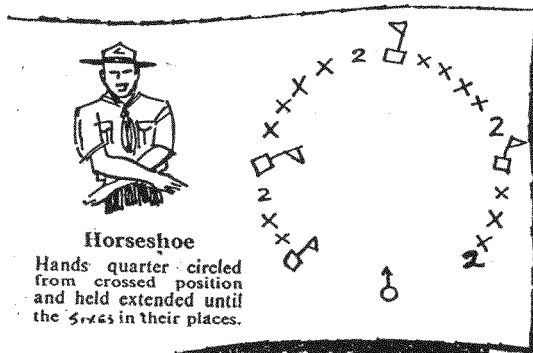 Horseshoe
Hands quarter circled
from crossed position
and held extended until
the sixes in their places.
2
2
2
2